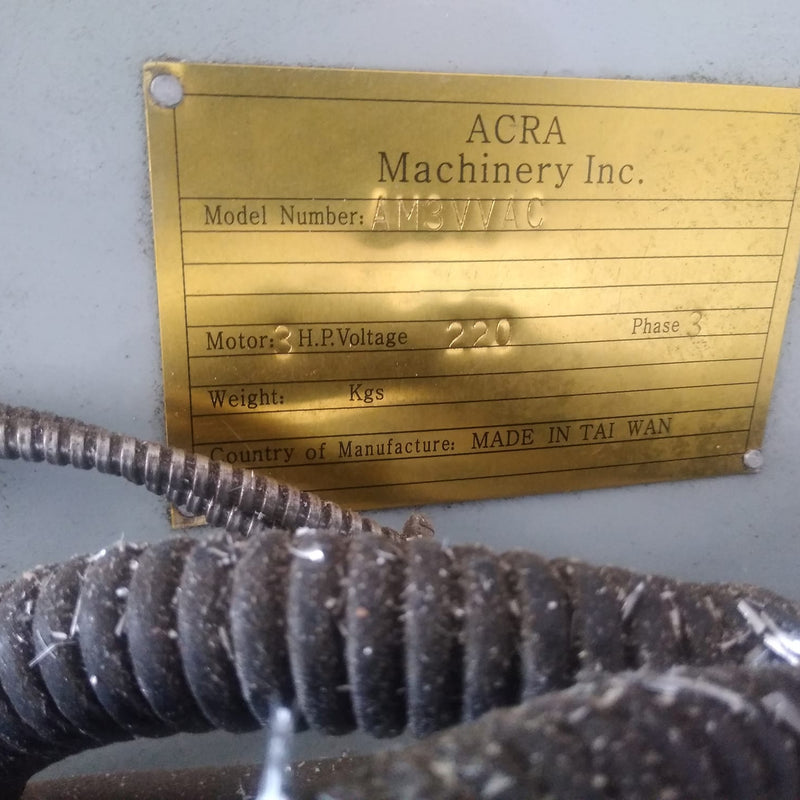 ACRA
Machinery Inc.
Model Number: AM3VVAC
Motor: 3 H.P. Voltage 220 Phase 3
Weight: Kgs
Country of Manufacture: MADE IN TAI WAN